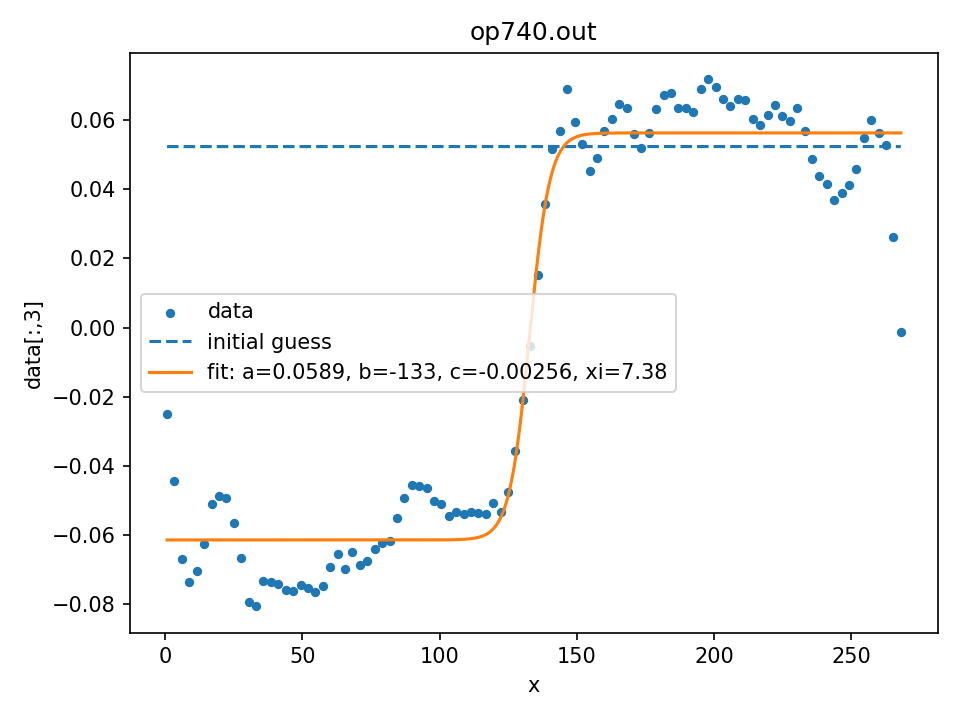 op740.out
0.06
0.04
0.02
0.00
−0.02
−0.04
−0.06
−0.08
data[:,3]
data
initial guess
fit: a=0.0589, b=-133, c=-0.00256, xi=7.38
0 50 100 150 200 250
x